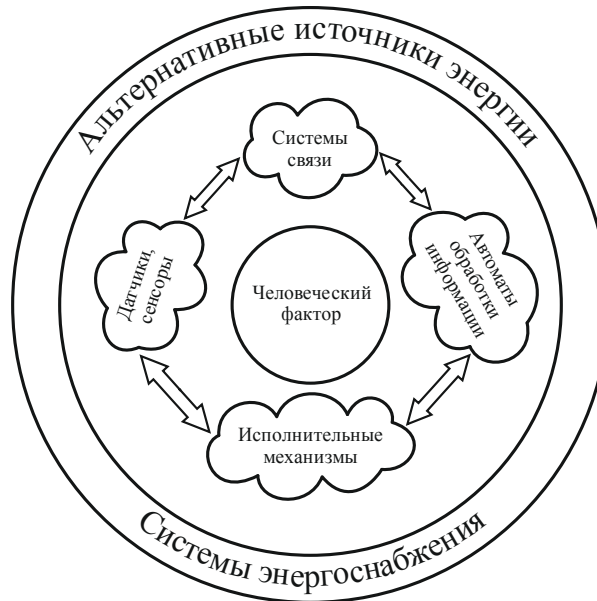 Альтернативные источники энергии
Системы
связи
Датчики,
сенсоры
Человеческий
фактор
Автоматы
обработки
информации
Исполнительные
механизмы
Системы энергоснабжения